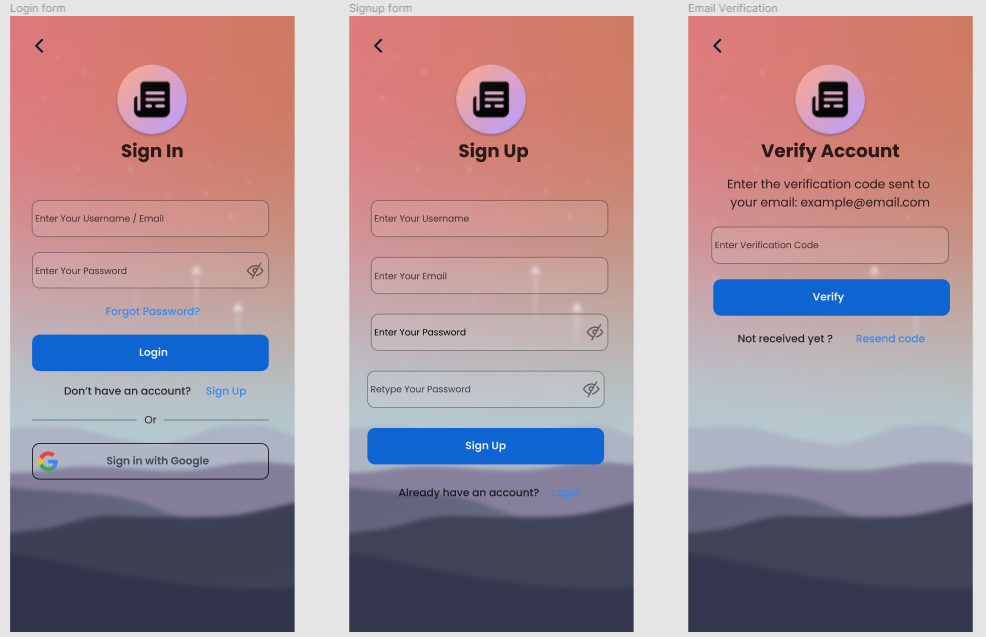 Login form
Sign In
Enter Your Username / Email
Enter Your Password
Forgot Password?
Login
Don't have an account? Sign Up
Or
Sign in with Google
Signup form
Sign Up
Enter Your Username
Enter Your Email
Enter Your Password
Retype Your Password
Sign Up
Already have an account? Login
Email Verification
Verify Account
Enter the verification code sent to
your email: example@email.com
Enter Verification Code
Verify
Not received yet ? Resend code